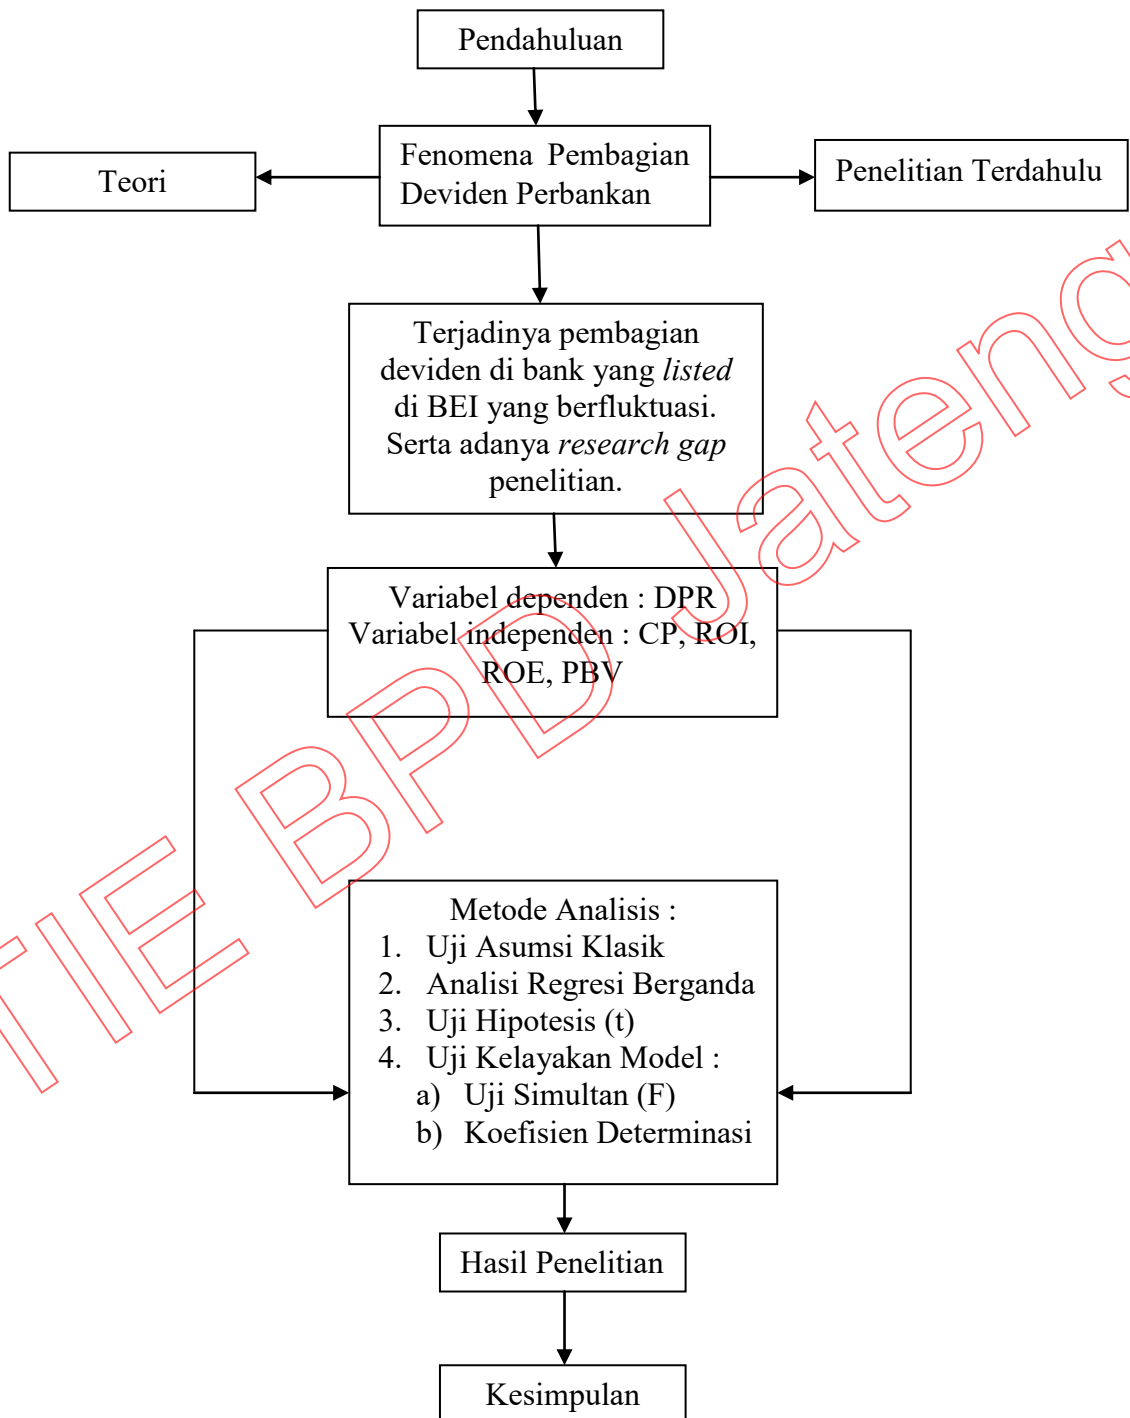 Pendahuluan
Fenomena Pembagian
Deviden Perbankan
Teori
Penelitian Terdahulu
Terjadinya pembagian
deviden di bank yang listed
di BEI yang berfluktuasi.
Serta adanya research gap
penelitian.
Variabel dependen : DPR
Variabel independen : CP, ROI,
ROE, PBV
Metode Analisis :
1. Uji Asumsi Klasik
2. Analisi Regresi Berganda
3. Uji Hipotesis (t)
4. Uji Kelayakan Model :
a) Uji Simultan (F)
b) Koefisien Determinasi
Hasil Penelitian
Kesimpulan
TIE BPD Jateng